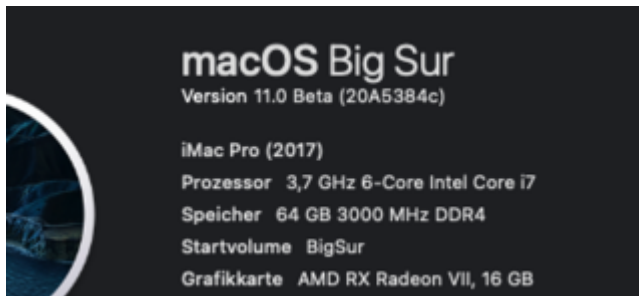 macOS Big Sur
Version 11.0 Beta (20A5384c)
iMac Pro (2017)
Prozessor 3,7 GHz 6-Core Intel Core i7
Speicher 64 GB 3000 MHz DDR4
Startvolume BigSur
Grafikkarte AMD RX Radeon VII, 16 GB